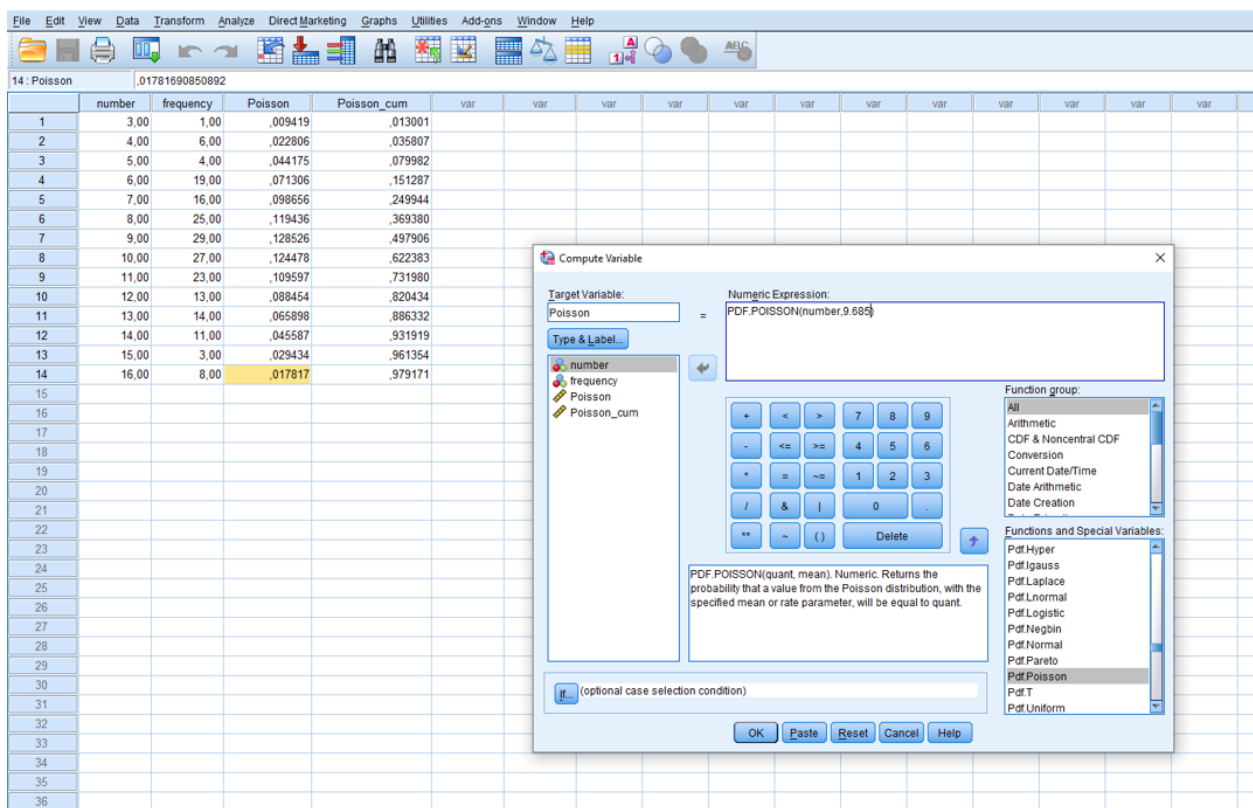 File Edit View Data Transform Analyze Direct Marketing Graphs Utilities Add-ons Window Help
A
1
ABC
14 : Poisson ,01781690850892
number frequency Poisson Poisson_cum var var var var var var var var var var var var
1 3,00 1,00 ,009419 ,013001
2 4,00 6,00 ,022806 ,035807
3 5,00 4,00 ,044175 ,079982
4 6,00 19,00 ,071306 ,151287
5 7,00 16,00 ,098656 ,249944
6 8,00 25,00 ,119436 ,369380
7 9,00 29,00 ,128526 ,497906
8 10,00 27,00 ,124478 ,622383
9 11,00 23,00 ,109597 ,731980
10 12,00 13,00 ,088454 ,820434
11 13,00 14,00 ,065898 ,886332
12 14,00 11,00 ,045587 ,931919
13 15,00 3,00 ,029434 ,961354
14 16,00 8,00 ,017817 ,979171
15
16
17
18
19
20
21
22
23
24
25
26
27
28
29
30
31
32
33
34
35
36
Compute Variable
Target Variable:
Poisson
=
Type & Label...
number
frequency
Poisson
Poisson_cum
Numeric Expression:
PDF.POISSON(number,9.685)
+ < > 7 8 9
- <= >= 4 5 6
* = ~= 1 2 3
/ & | 0 .
** ~ ( ) Delete
PDF.POISSON(quant, mean). Numeric. Returns the
probability that a value from the Poisson distribution, with the
specified mean or rate parameter, will be equal to quant.
Function group:
All
Arithmetic
CDF & Noncentral CDF
Conversion
Current Date/Time
Date Arithmetic
Date Creation
Functions and Special Variables:
Pdf.Hyper
Pdf.Igauss
Pdf.Laplace
Pdf.Lnormal
Pdf.Logistic
Pdf.Negbin
Pdf.Normal
Pdf.Pareto
Pdf.Poisson
Pdf.T
Pdf.Uniform
If... (optional case selection condition)
OK Paste Reset Cancel Help